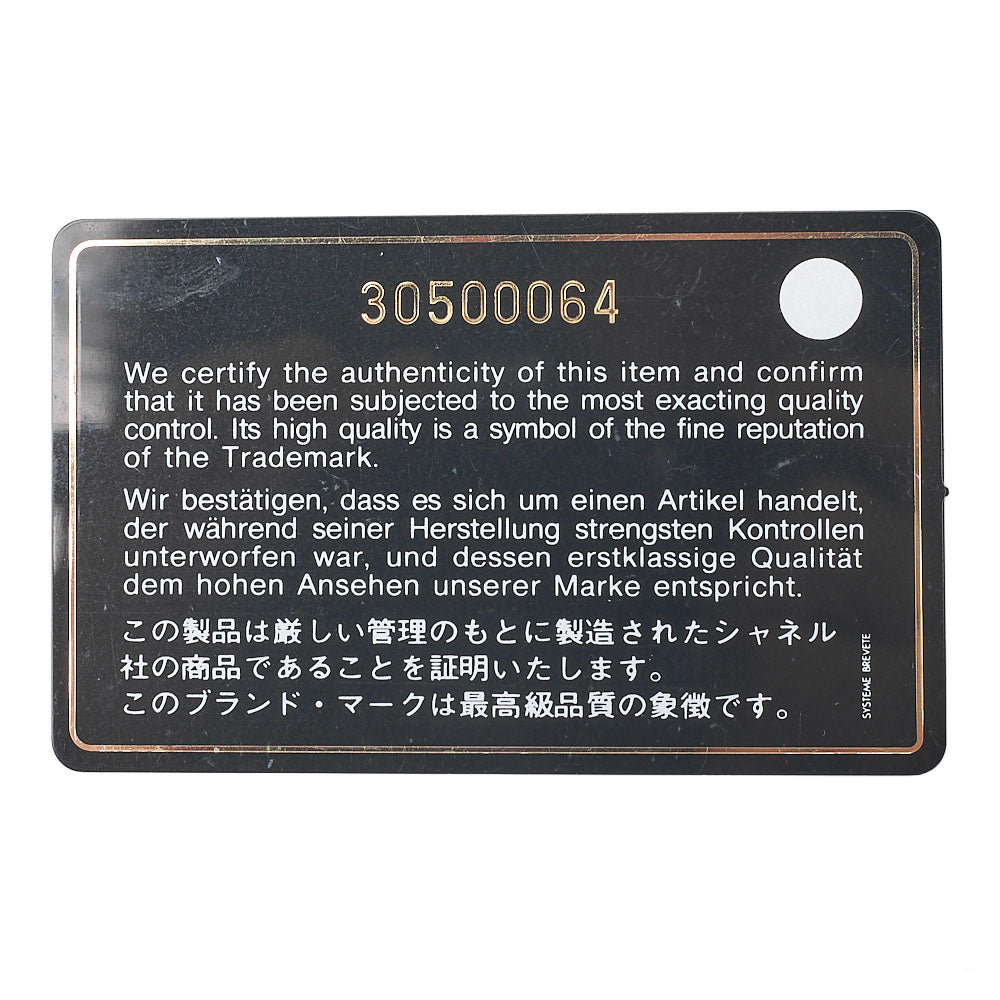 30500064
We certify the authenticity of this item and confirm
that it has been subjected to the most exacting quality
control. Its high quality is a symbol of the fine reputation
of the Trademark.
Wir bestätigen, dass es sich um einen Artikel handelt,
der während seiner Herstellung strengsten Kontrollen
unterworfen war, und dessen erstklassige Qualität
dem hohen Ansehen unserer Marke entspricht.
この製品は厳しい管理のもとに製造されたシャネル
社の商品であることを証明いたします。
このブランド・マークは最高級品質の象徴です。
SYSTEME BREVETE